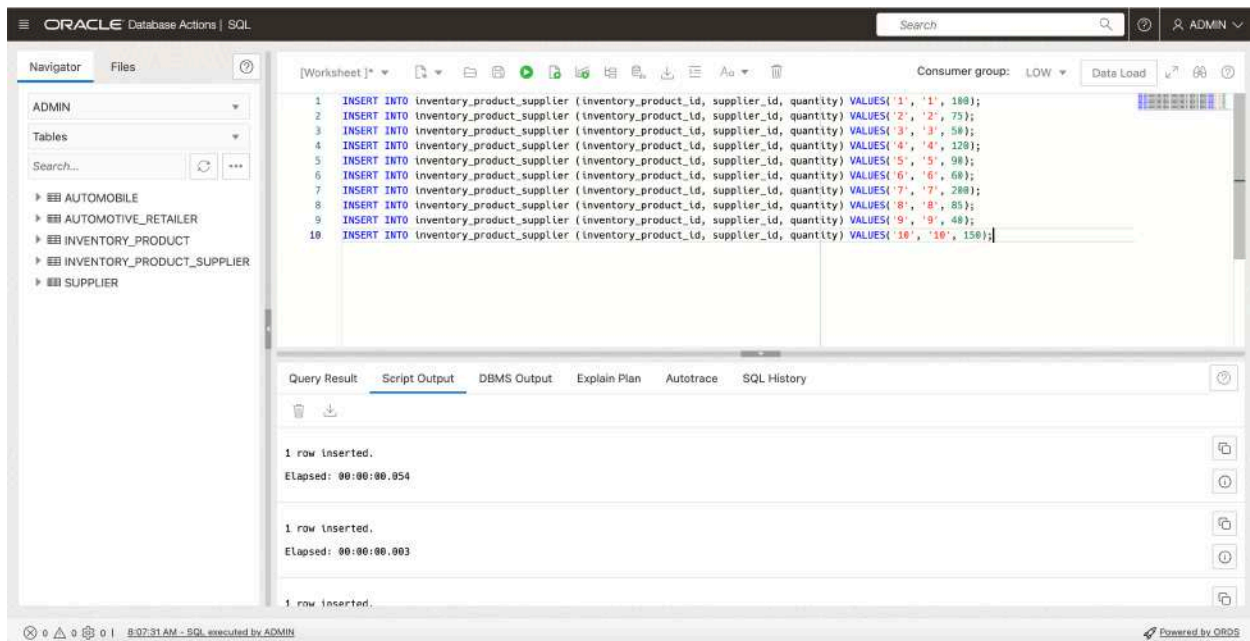 ORACLE Database Actions | SQL
Search
ADMIN
Navigator
Files
[Worksheet]*
Aa
Consumer group:
LOW
Data Load
ADMIN
Tables
Search...
AUTOMOBILE
AUTOMOTIVE_RETAILER
INVENTORY_PRODUCT
INVENTORY_PRODUCT_SUPPLIER
SUPPLIER
1 INSERT INTO inventory_product_supplier (inventory_product_id, supplier_id, quantity) VALUES('1', '1', 100);
2 INSERT INTO inventory_product_supplier (inventory_product_id, supplier_id, quantity) VALUES('2', '2', 75);
3 INSERT INTO inventory_product_supplier (inventory_product_id, supplier_id, quantity) VALUES('3', '3', 50);
4 INSERT INTO inventory_product_supplier (inventory_product_id, supplier_id, quantity) VALUES('4', '4', 120);
5 INSERT INTO inventory_product_supplier (inventory_product_id, supplier_id, quantity) VALUES('5', '5', 90);
6 INSERT INTO inventory_product_supplier (inventory_product_id, supplier_id, quantity) VALUES('6', '6', 60);
7 INSERT INTO inventory_product_supplier (inventory_product_id, supplier_id, quantity) VALUES('7', '7', 200);
8 INSERT INTO inventory_product_supplier (inventory_product_id, supplier_id, quantity) VALUES('8', '8', 85);
9 INSERT INTO inventory_product_supplier (inventory_product_id, supplier_id, quantity) VALUES('9', '9', 40);
10 INSERT INTO inventory_product_supplier (inventory_product_id, supplier_id, quantity) VALUES('10', '10', 150);
Query Result
Script Output
DBMS Output
Explain Plan
Autotrace
SQL History
1 row inserted.
Elapsed: 00:00:00.054
1 row inserted.
Elapsed: 00:00:00.003
1 row inserted.
0 0 0 | 8:07:31 AM - SQL executed by ADMIN
Powered by ORDS